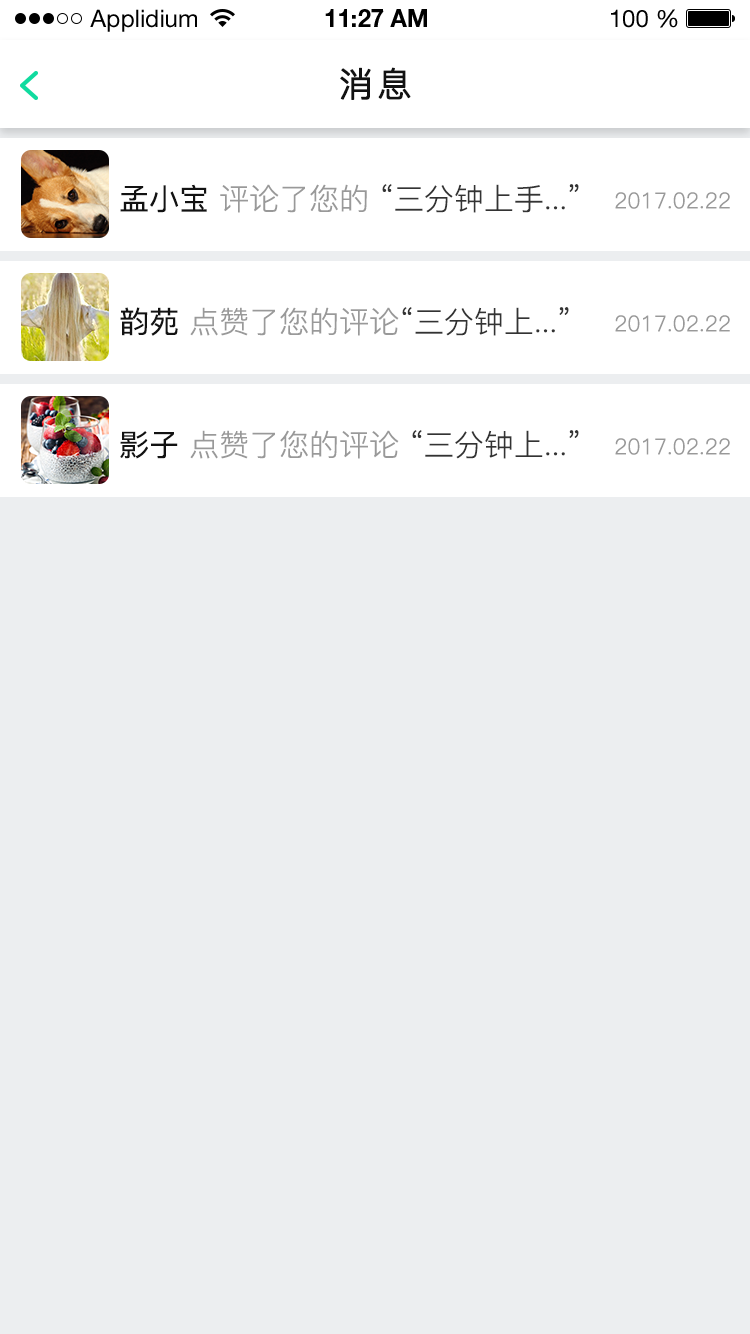 Applidium 11:27 AM 100 %
消息
孟小宝 评论了您的 “三分钟上手...” 2017.02.22
韵苑 点赞了您的评论“三分钟上...” 2017.02.22
影子 点赞了您的评论 “三分钟上...” 2017.02.22